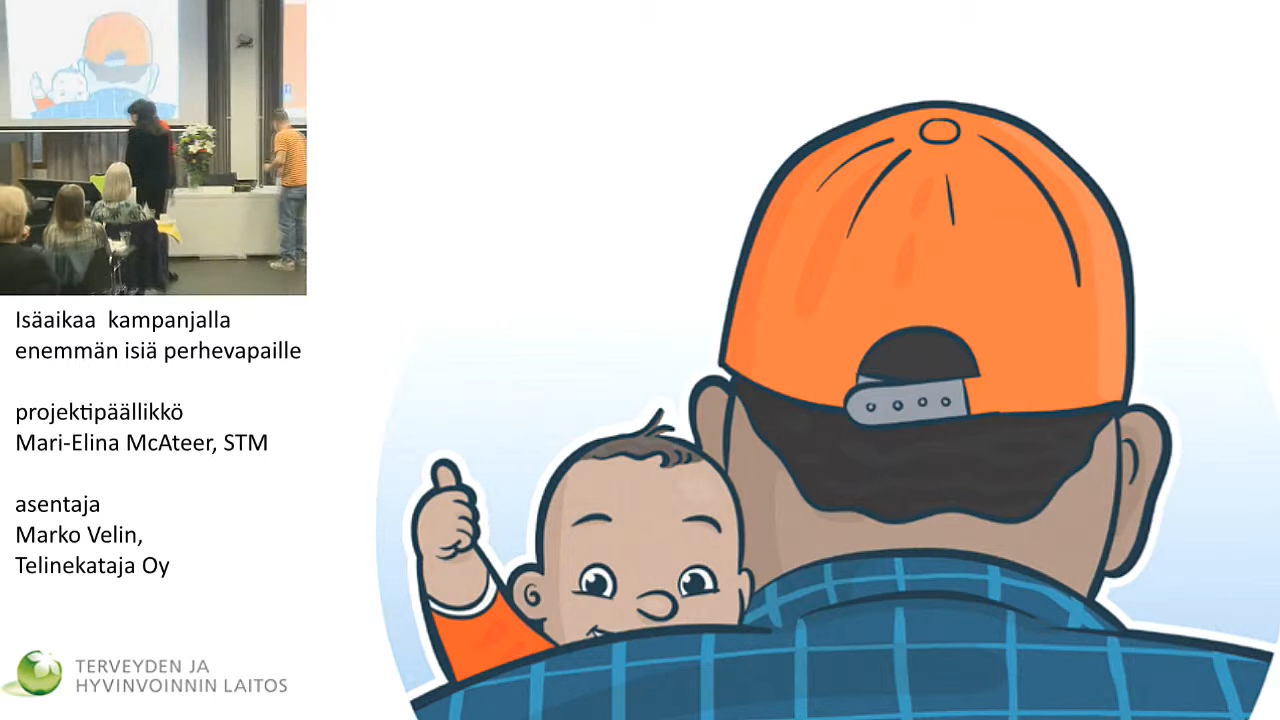 Isäaikaa kampanjalla
enemmän isiä perhevapaille
projektipäällikkö
Mari-Elina McAteer, STM
asentaja
Marko Velin,
Telinekataja Oy
TERVEYDEN JA
HYVINVOINNIN LAITOS